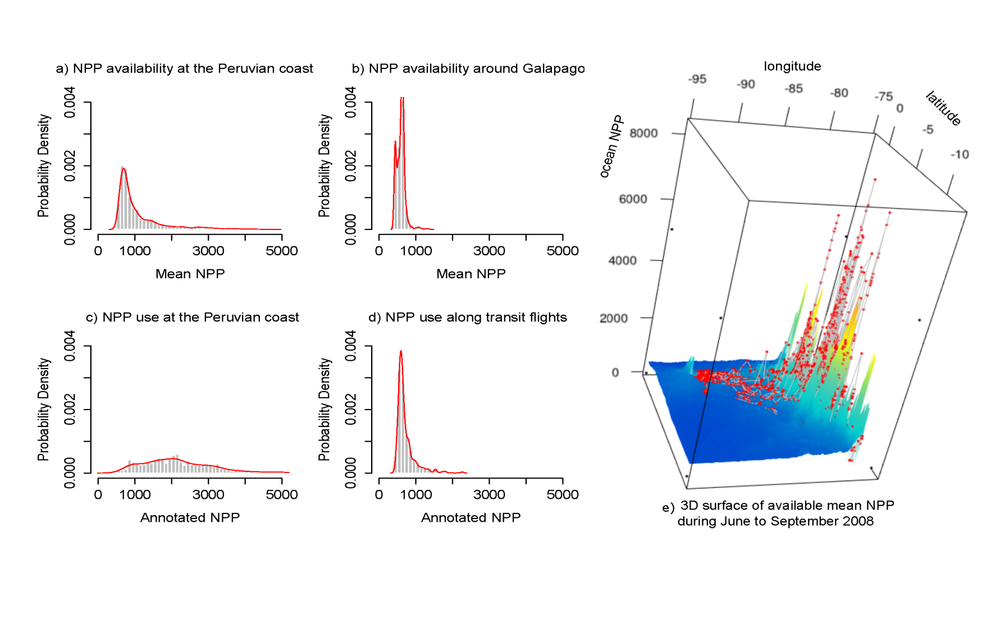 a) NPP availability at the Peruvian coast
Probability Density
0.000 0.002 0.004
0 1000 3000 5000
Mean NPP
b) NPP availability around Galapago
Probability Density
0.000 0.002 0.004
0 1000 3000 5000
Mean NPP
c) NPP use at the Peruvian coast
Probability Density
0.000 0.002 0.004
0 1000 3000 5000
Annotated NPP
d) NPP use along transit flights
Probability Density
0.000 0.002 0.004
0 1000 3000 5000
Annotated NPP
longitude
-95 -90 -85 -80 -75
latitude
0 -5 -10
ocean NPP
8000
6000
4000
2000
0
e) 3D surface of available mean NPP
during June to September 2008